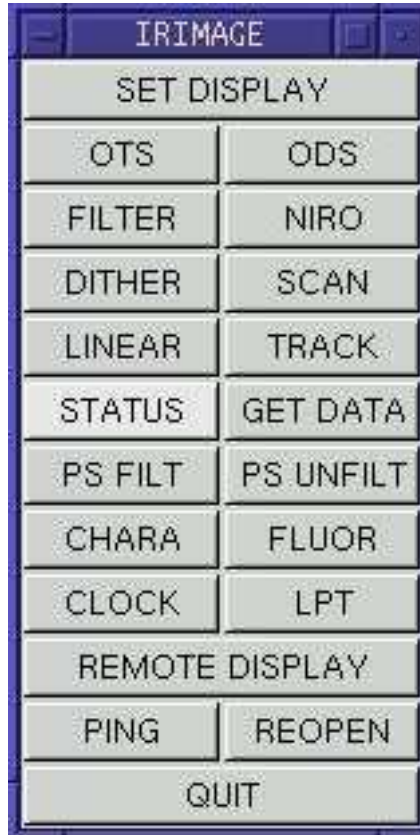 IRIMAGE
SET DISPLAY
OTS ODS
FILTER NIRO
DITHER SCAN
LINEAR TRACK
STATUS GET DATA
PS FILT PS UNFILT
CHARA FLUOR
CLOCK LPT
REMOTE DISPLAY
PING REOPEN
QUIT